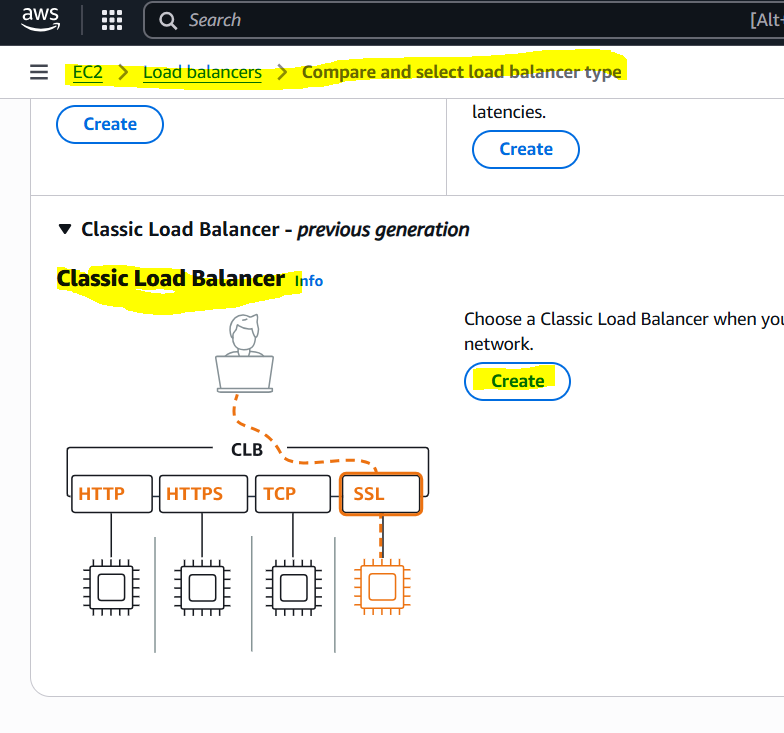 aws
Search
[Alt+
EC2 > Load balancers > Compare and select load balancer type
Create
latencies.
Create
Classic Load Balancer - previous generation
Classic Load Balancer Info
Choose a Classic Load Balancer when you
network.
Create
CLB
HTTP HTTPS TCP SSL